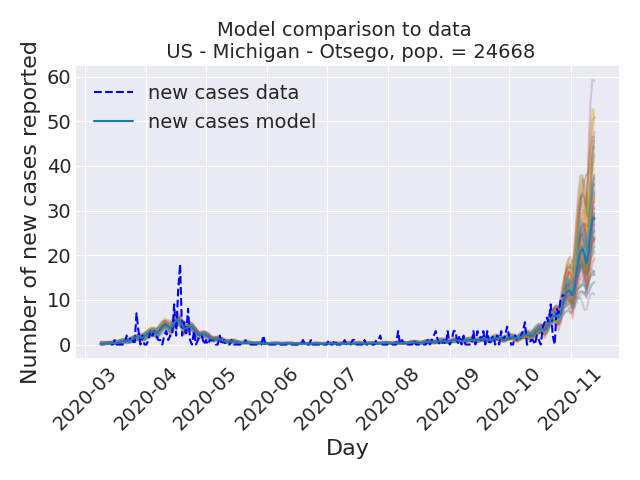 Model comparison to data
US - Michigan - Otsego, pop. = 24668
Number of new cases reported
60
50
40
30
20
10
0
new cases data
new cases model
2020-03
2020-04
2020-05
2020-06
2020-07
2020-08
2020-09
2020-10
2020-11
Day